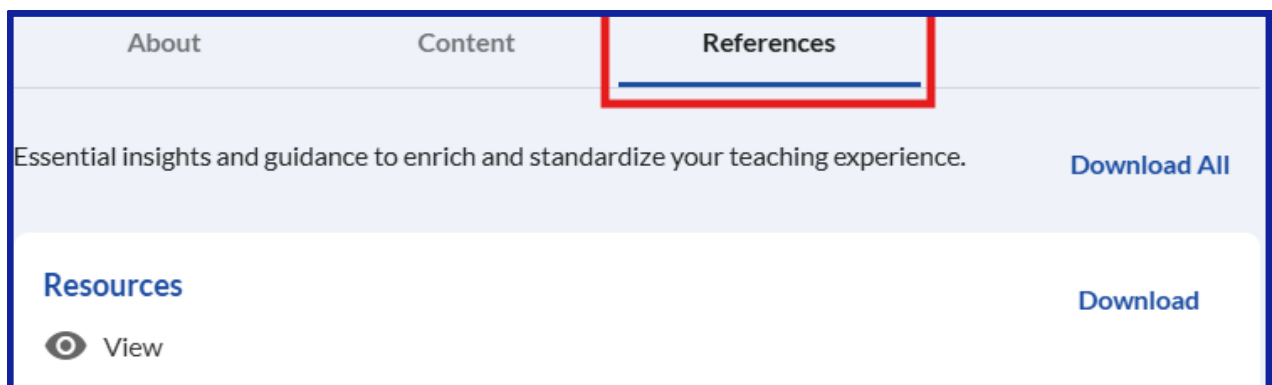 About Content References
Essential insights and guidance to enrich and standardize your teaching experience.
Download All
Resources
Download
View